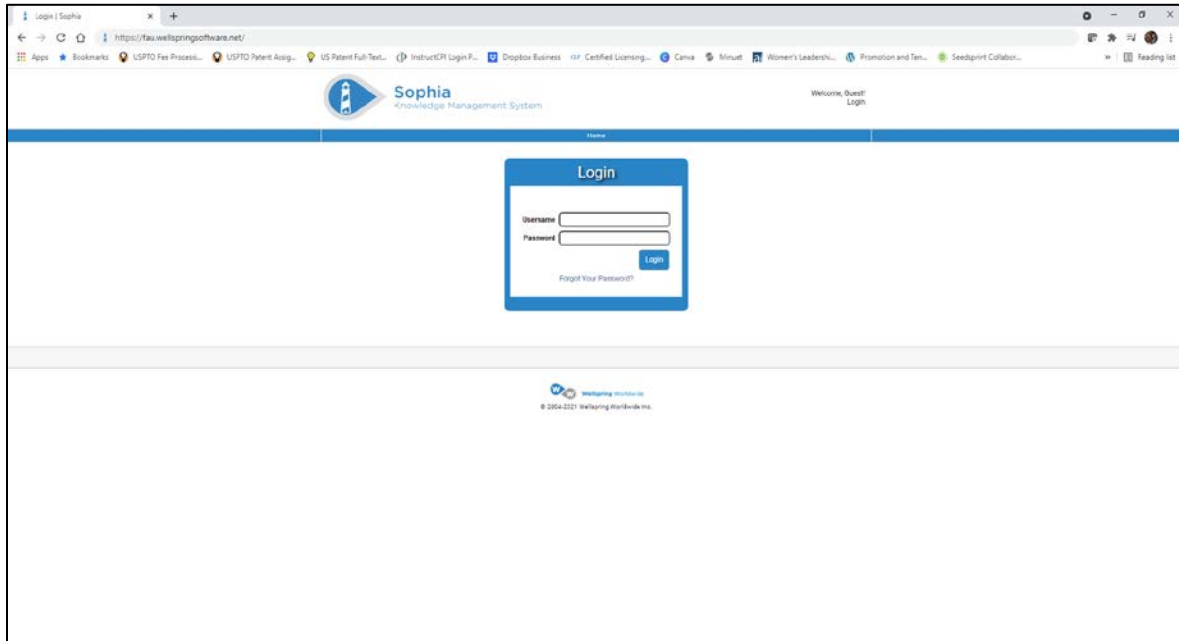 Login | Sophia
https://tau.wellspringsoftware.net/
Apps Bookmarks USPTO Fee Processi... USPTO Patent Assig... US Patent Full-Text... InstructCPI Login P... Dropbox Business CLP Certified Licensing... Canva Minuet Women's Leadershi... Promotion and Ten... Seedsprint Collabor... » Reading list
Sophia
Knowledge Management System
Welcome, Guest!
Login
Home
Login
Username
Password
Login
Forgot Your Password?
Wellspring Worldwide
© 2004-2021 Wellspring Worldwide Inc.